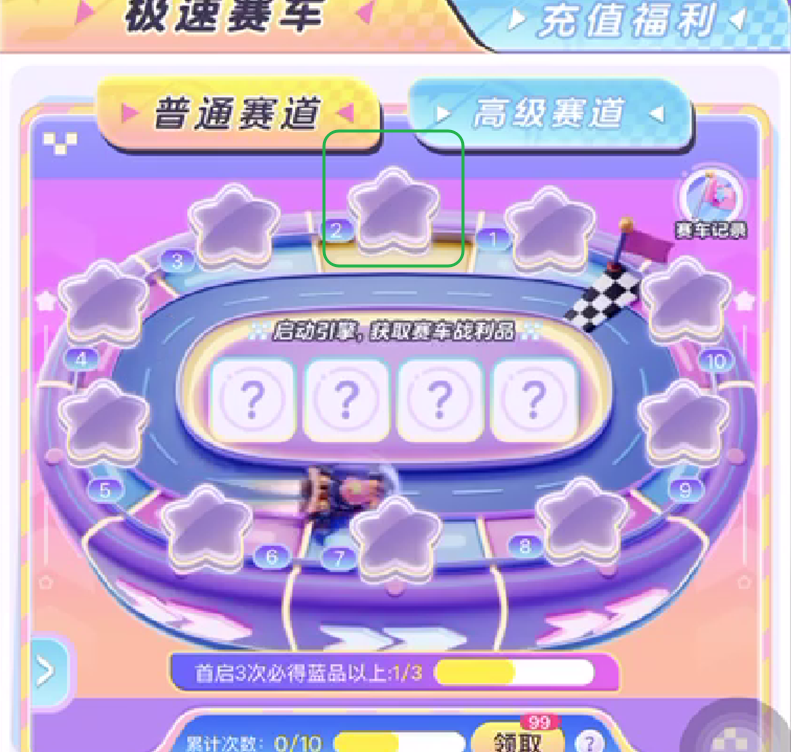 极速赛车
充值福利
普通赛道
高级赛道
赛车记录
2
1
3
4
10
启动引擎，获取赛车战利品
? ? ? ?
5
9
6
7
8
首启3次必得蓝品以上:1/3
99
累计次数: 0/10
领取
?